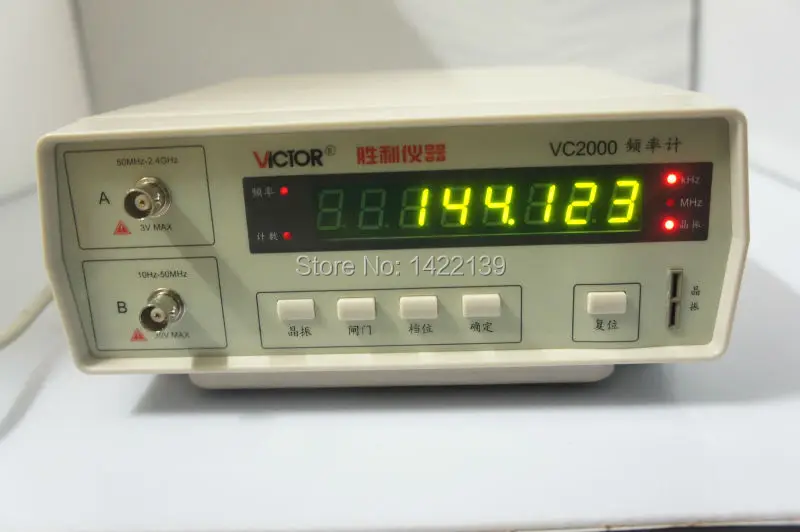 50MHz-2.4GHz
A
3V MAX
10Hz-50MHz
B
30V MAX
VICTOR® 胜利仪器
VC2000 频率计
频率
计数
144.123
kHz
MHz
晶振
Store No: 1422139
晶振
闸门
档位
确定
复位
晶振